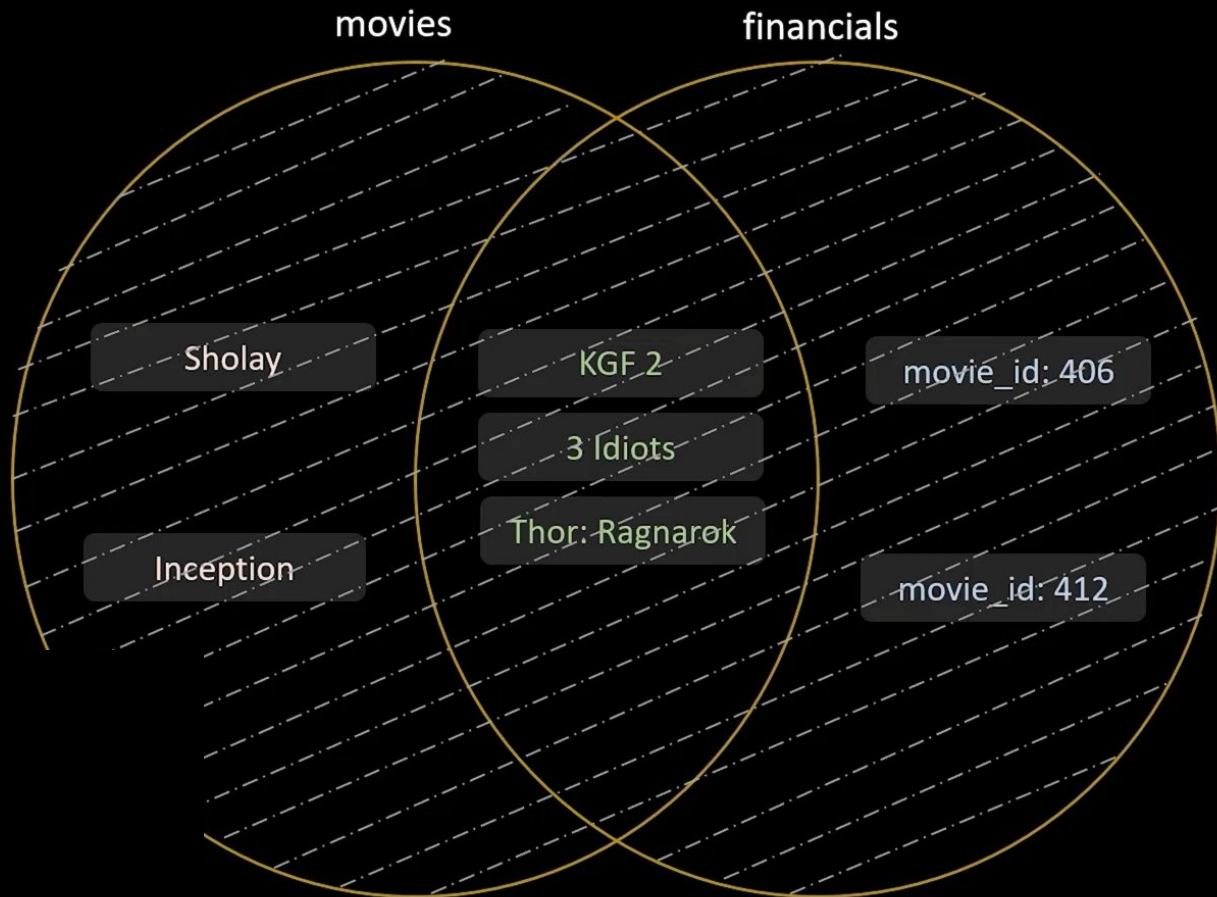 movies
financials
Sholay
Inception
KGF 2
3 Idiots
Thor: Ragnarok
movie_id: 406
movie_id: 412